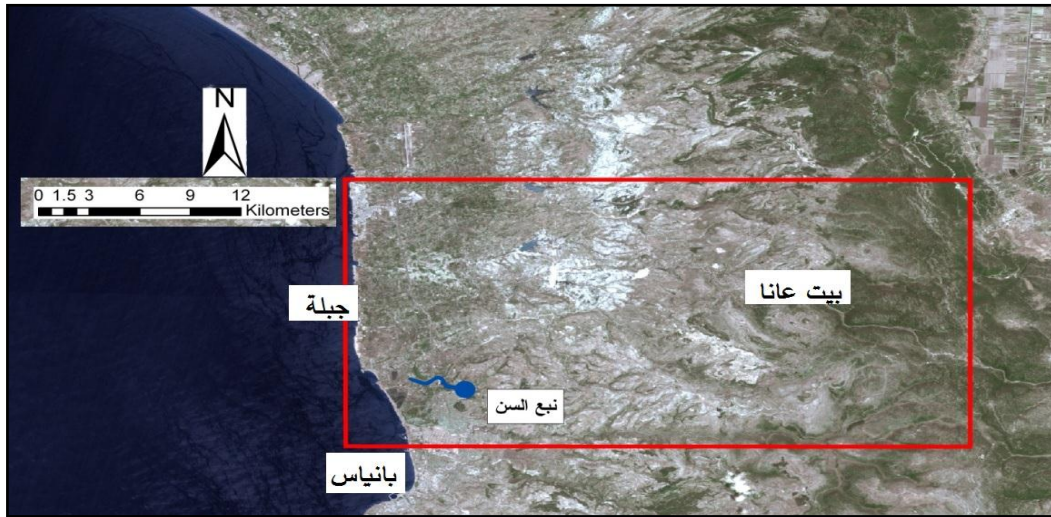 N
0 1.5 3 6 9 12
Kilometers
بيت عانا
جبلة
نبع السن
بانياس